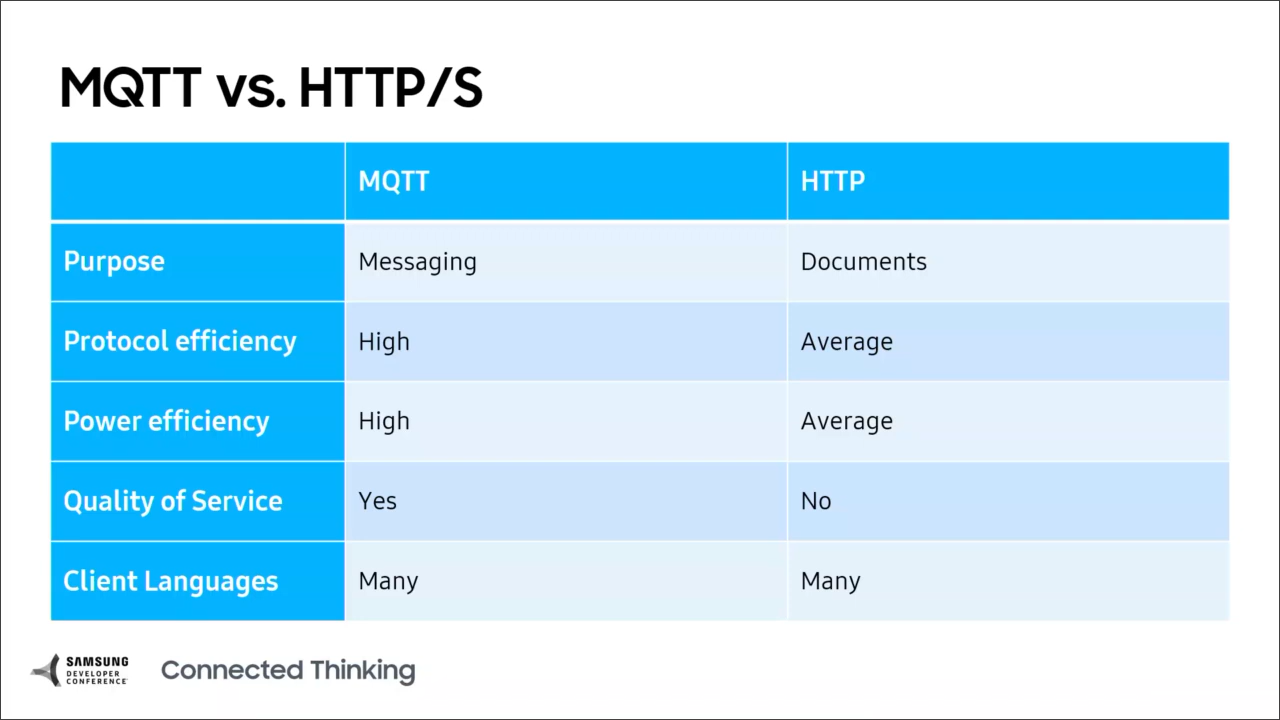 MQTT vs. HTTP/S
MQTT HTTP
Purpose Messaging Documents
Protocol efficiency High Average
Power efficiency High Average
Quality of Service Yes No
Client Languages Many Many
SAMSUNG
DEVELOPER
CONFERENCE
Connected Thinking